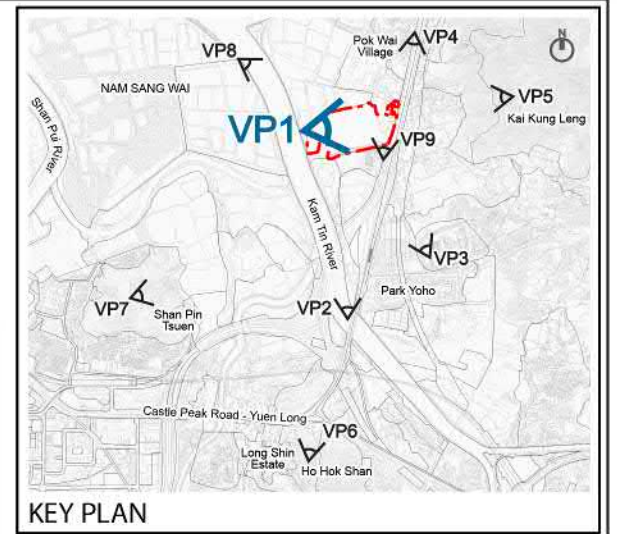 VP8
Pok Wai
Village
VP4
N
NAM SANG WAI
VP5
Kai Kung Leng
Shan Pui River
VP1
VP9
Kam Tin River
VP3
Park Yoho
VP7
Shan Pin
Tsuen
VP2
Castle Peak Road - Yuen Long
VP6
Long Shin
Estate
Ho Hok Shan
KEY PLAN